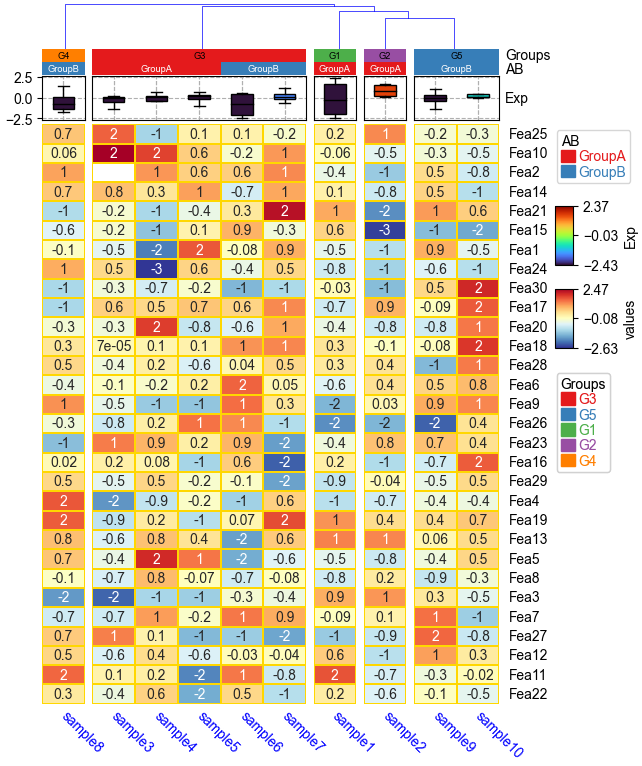 G4 G3 G1 G2 G5 Groups
GroupB GroupA GroupB GroupA GroupA GroupB AB
2.5
0.0 Exp
−2.5
0.7 2 -1 0.1 0.1 -0.2 0.2 1 -0.2 -0.3 Fea25
0.06 2 2 0.6 -0.2 1 -0.06 -0.5 -0.3 -0.5 Fea10
1 1 0.6 0.6 1 -0.4 -1 0.5 -0.8 Fea2
0.7 0.8 0.3 1 -0.7 1 0.1 -0.8 0.5 -1 Fea14
-1 -0.2 -1 -0.4 0.3 2 1 -2 1 0.6 Fea21
-0.6 -0.2 -1 0.1 0.9 -0.3 0.6 -3 -1 -2 Fea15
-0.1 -0.5 -2 2 -0.08 0.9 -0.5 -1 0.9 -0.5 Fea1
1 0.5 -3 0.6 -0.4 0.5 -0.8 -1 -0.6 -1 Fea24
-1 -0.3 -0.7 -0.2 -1 -1 -0.03 -1 0.5 2 Fea30
-1 0.6 0.5 0.7 0.6 1 -0.7 0.9 -0.09 2 Fea17
-0.3 -0.3 2 -0.8 -0.6 1 -0.4 -0.8 -0.8 1 Fea20
0.3 7e-05 0.1 0.1 1 1 0.3 -0.1 -0.08 2 Fea18
0.5 -0.4 0.2 -0.6 0.04 0.5 0.3 0.4 -1 1 Fea28
-0.4 -0.1 -0.2 0.2 2 0.05 -0.6 0.4 0.5 0.8 Fea6
1 -0.5 -1 -1 1 0.3 -2 0.03 0.9 1 Fea9
-0.3 -0.8 0.2 1 1 -1 -2 -2 -2 0.4 Fea26
-1 1 0.9 0.2 0.9 -2 -0.4 0.8 0.7 0.4 Fea23
0.02 0.2 0.08 -1 0.6 -2 0.2 -1 -0.7 2 Fea16
0.5 -0.5 0.5 -0.2 -0.1 -2 -0.9 -0.04 -0.5 0.5 Fea29
2 -2 -0.9 -0.2 -1 0.6 -1 -0.7 -0.4 -0.4 Fea4
2 -0.9 0.2 -1 0.07 2 1 0.4 0.4 0.7 Fea19
0.8 -0.6 0.8 0.4 -2 0.6 1 1 0.06 0.5 Fea13
0.7 -0.4 2 1 -2 -0.6 -0.5 -0.8 -0.4 0.5 Fea5
-0.1 -0.7 0.8 -0.07 -0.7 -0.08 -0.8 0.2 -0.9 -0.3 Fea8
-2 -2 -1 -1 -0.3 -0.4 0.9 1 0.3 -0.5 Fea3
-0.7 -0.7 1 -0.2 1 0.9 -0.09 0.1 1 -1 Fea7
0.7 1 0.1 -1 -1 -2 -1 -0.9 2 -0.8 Fea27
0.5 -0.6 0.4 -0.6 -0.03 -0.04 0.6 -1 1 0.3 Fea12
2 0.1 0.2 -2 1 -0.8 2 -0.7 -0.3 -0.02 Fea11
0.3 -0.4 0.6 -2 0.5 -1 0.2 -0.6 -0.1 -0.5 Fea22
sample8 sample3 sample4 sample5 sample6 sample7 sample1 sample2 sample9 sample10
AB
GroupA
GroupB
2.37
−0.03
−2.43
Exp
2.47
−0.08
−2.63
values
Groups
G3
G5
G1
G2
G4